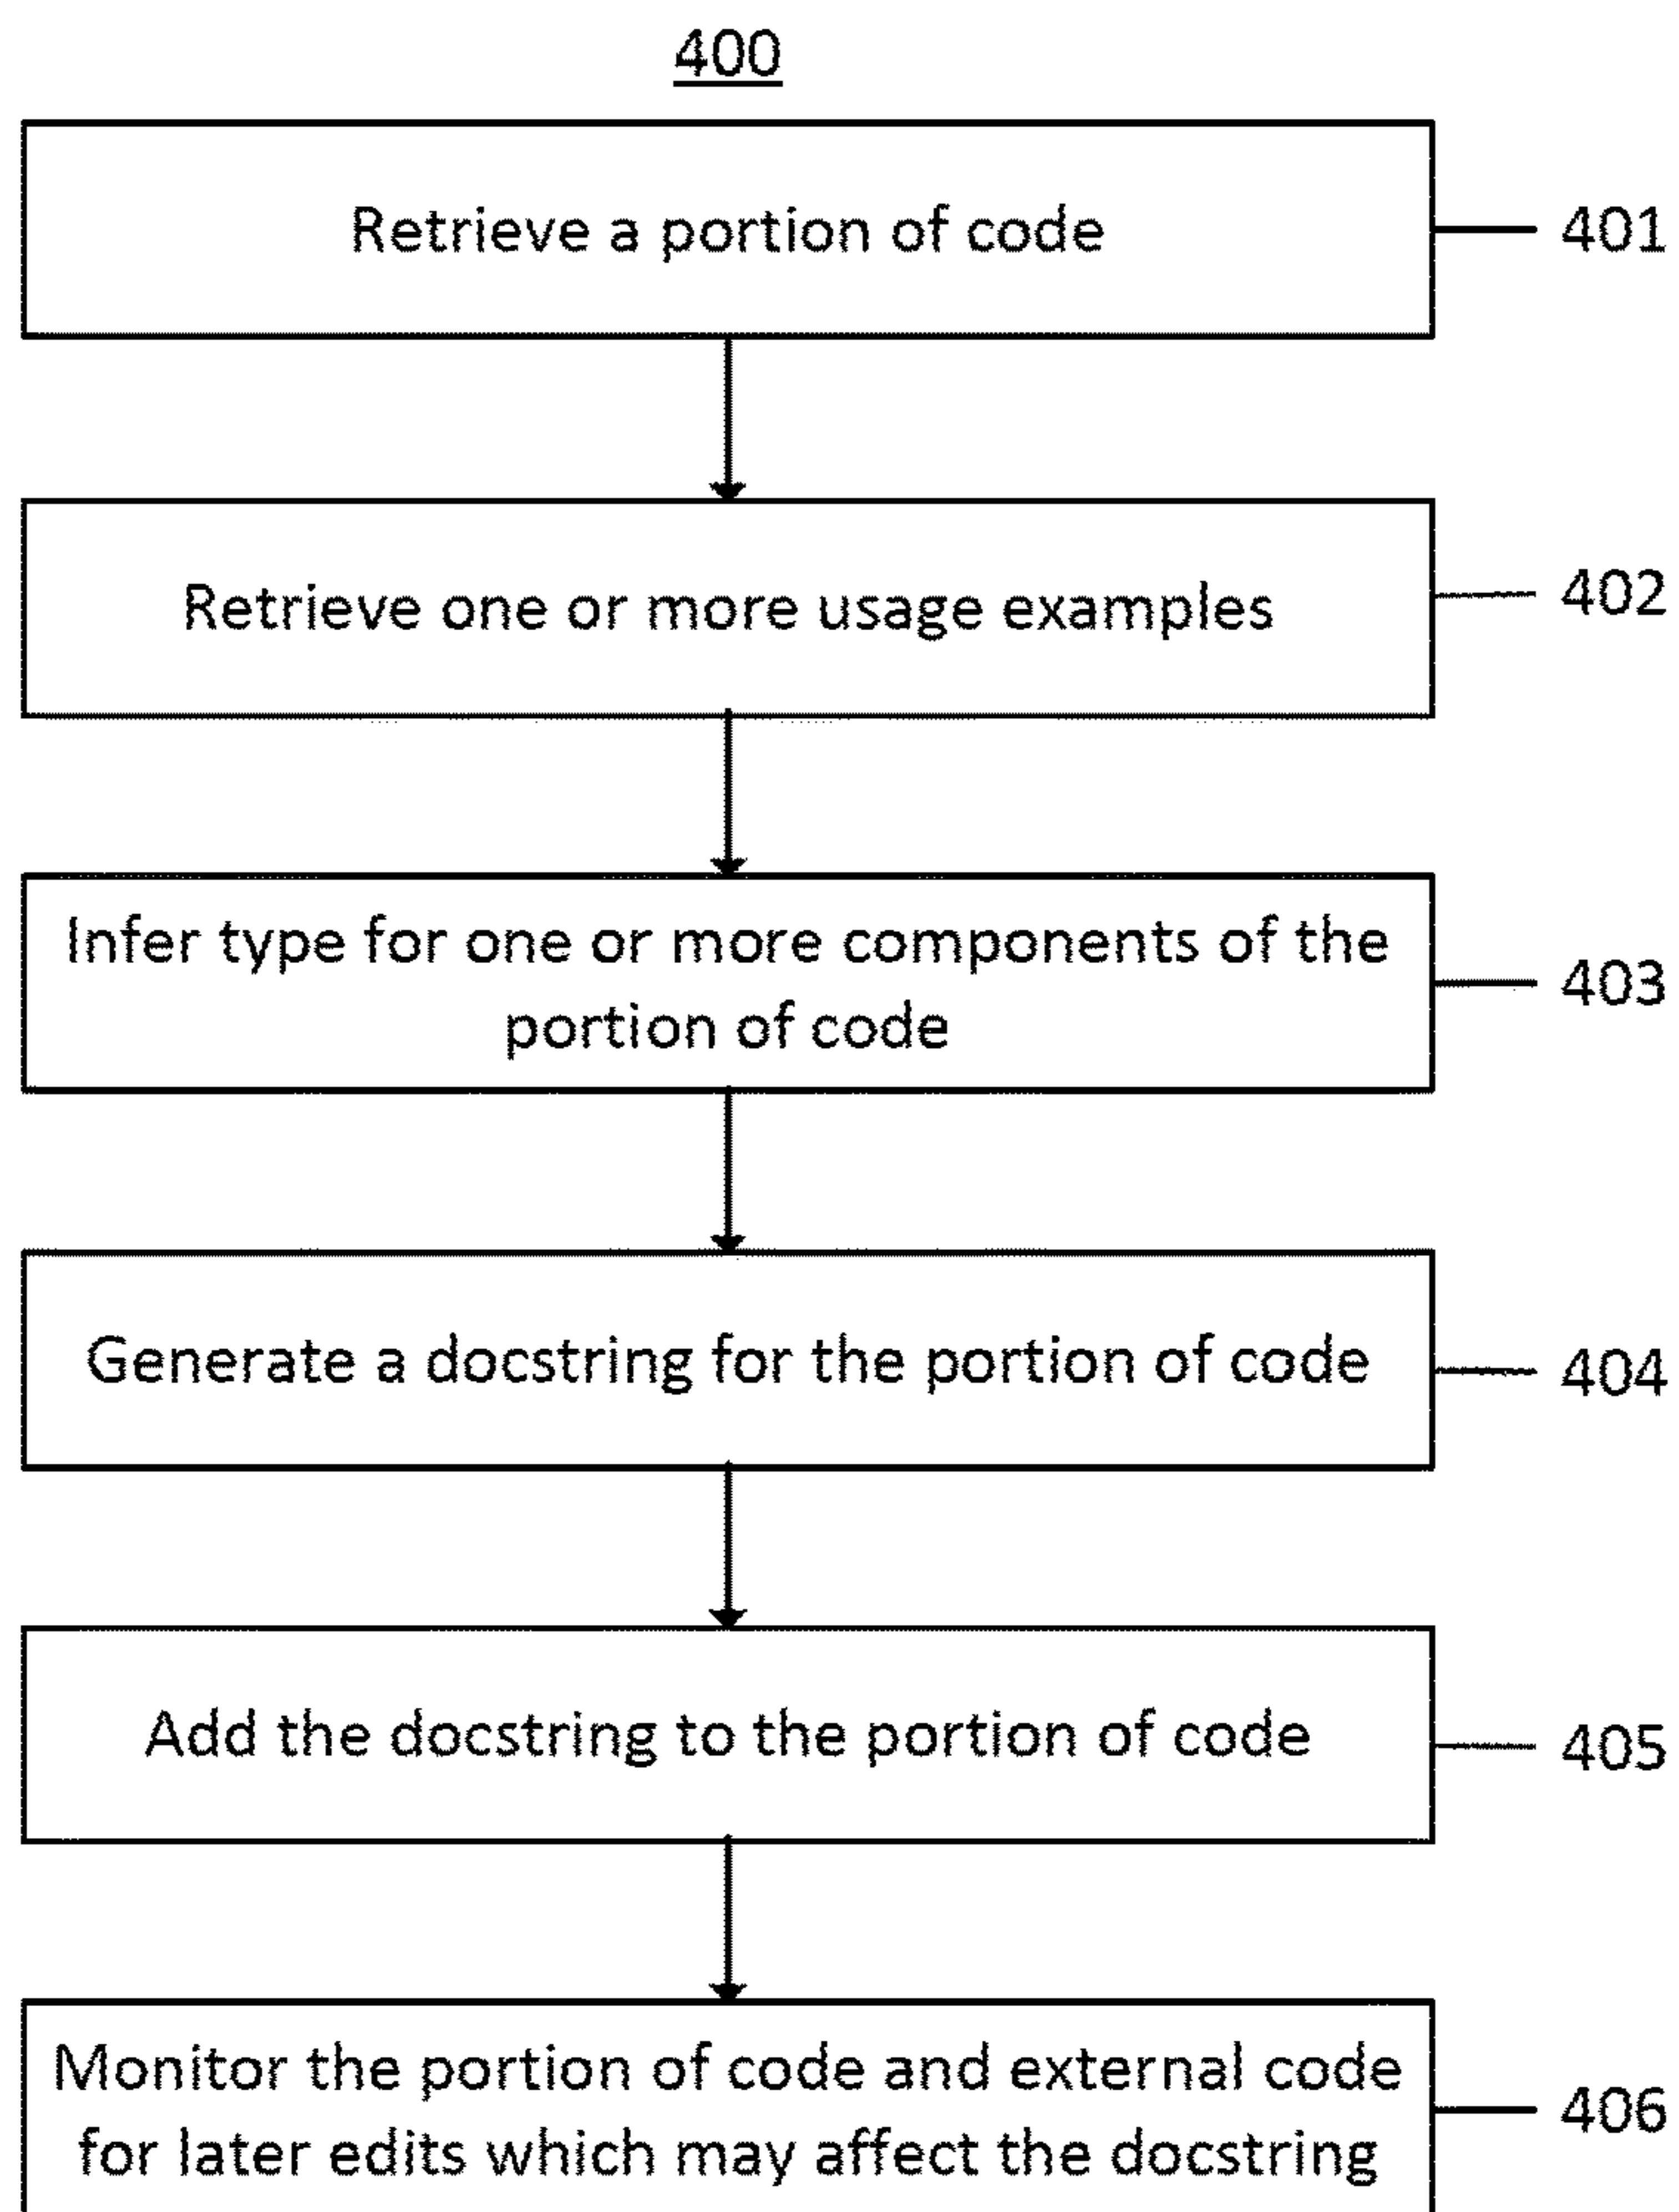 400
Retrieve a portion of code
401
Retrieve one or more usage examples
402
Infer type for one or more components of the
portion of code
403
Generate a docstring for the portion of code
404
Add the docstring to the portion of code
405
Monitor the portion of code and external code
for later edits which may affect the docstring
406